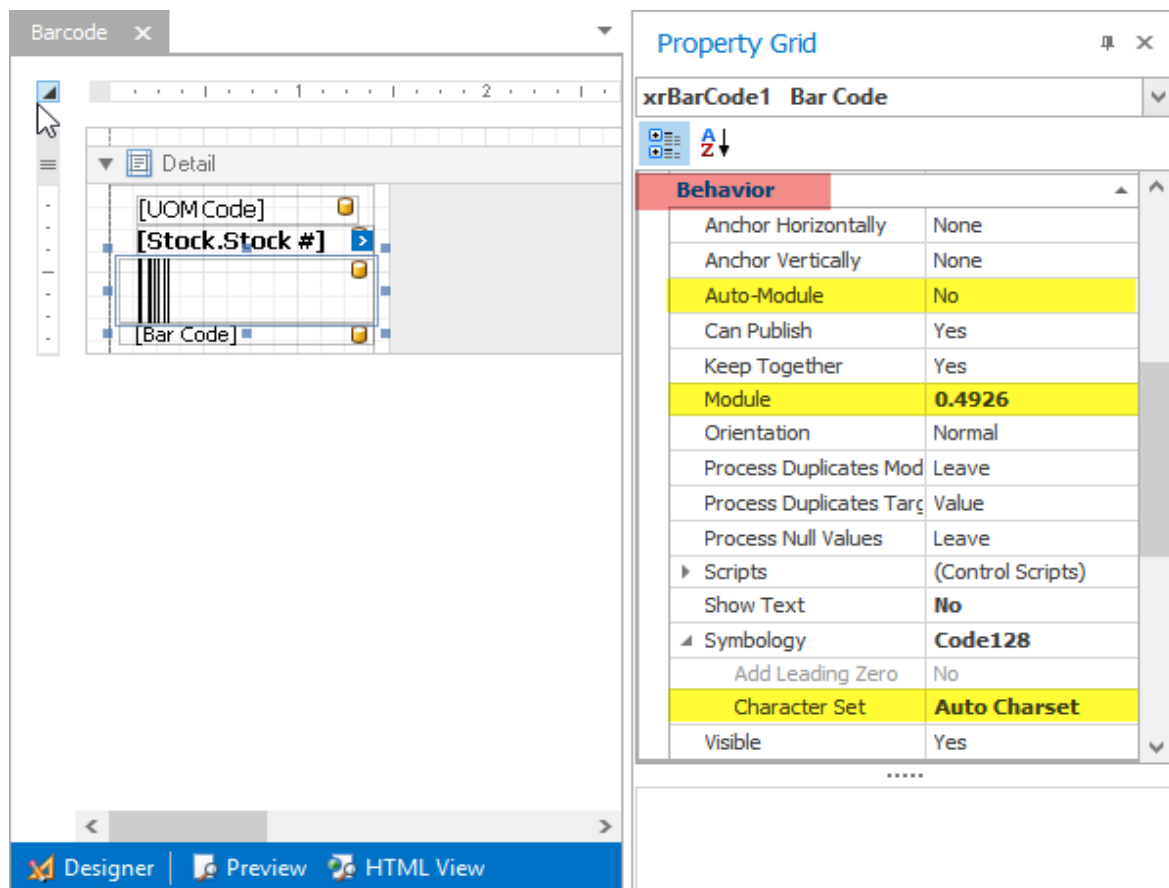 Barcode
1 2
Detail
[UOM Code]
[Stock.Stock #]
[Bar Code]
Designer Preview HTML View
Property Grid
xrBarCode1 Bar Code
A
Z
Behavior
Anchor Horizontally None
Anchor Vertically None
Auto-Module No
Can Publish Yes
Keep Together Yes
Module 0.4926
Orientation Normal
Process Duplicates Mod Leave
Process Duplicates Targ Value
Process Null Values Leave
Scripts (Control Scripts)
Show Text No
Symbology Code128
Add Leading Zero No
Character Set Auto Charset
Visible Yes